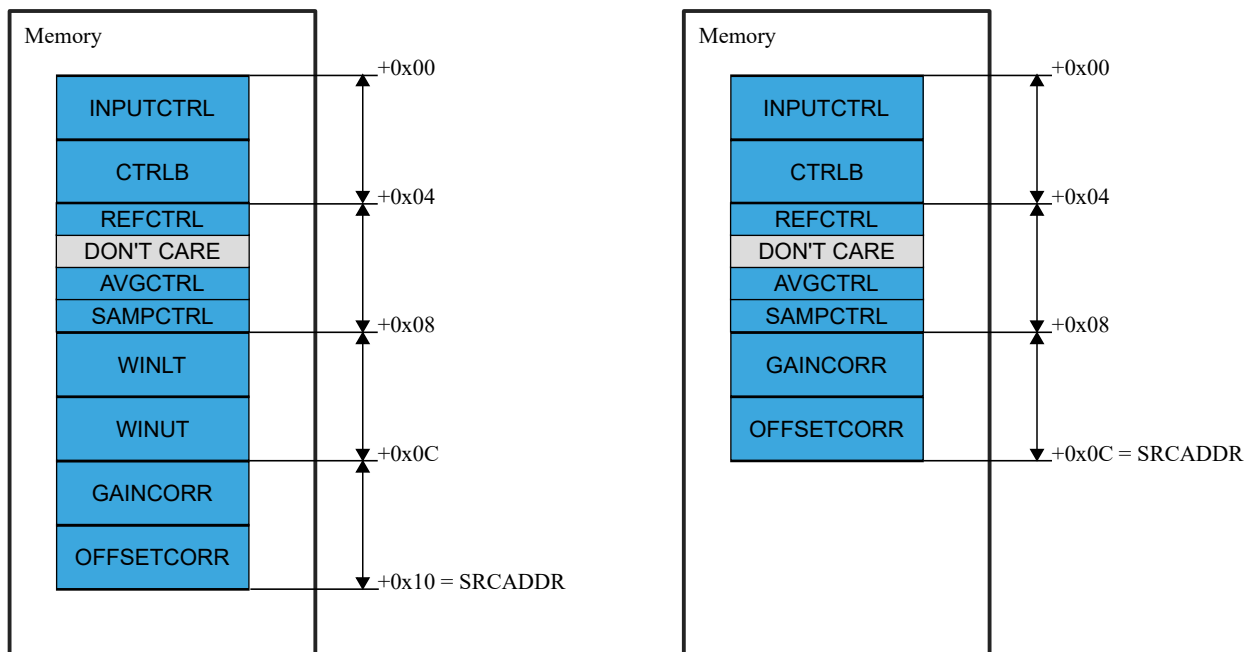 Memory
+0x00
INPUTCTRL
CTRLB
+0x04
REFCTRL
DON'T CARE
AVGCTRL
SAMPCTRL
+0x08
WINLT
WINUT
+0x0C
GAINCORR
OFFSETCORR
+0x10 = SRCADDR
Memory
+0x00
INPUTCTRL
CTRLB
+0x04
REFCTRL
DON'T CARE
AVGCTRL
SAMPCTRL
+0x08
GAINCORR
OFFSETCORR
+0x0C = SRCADDR